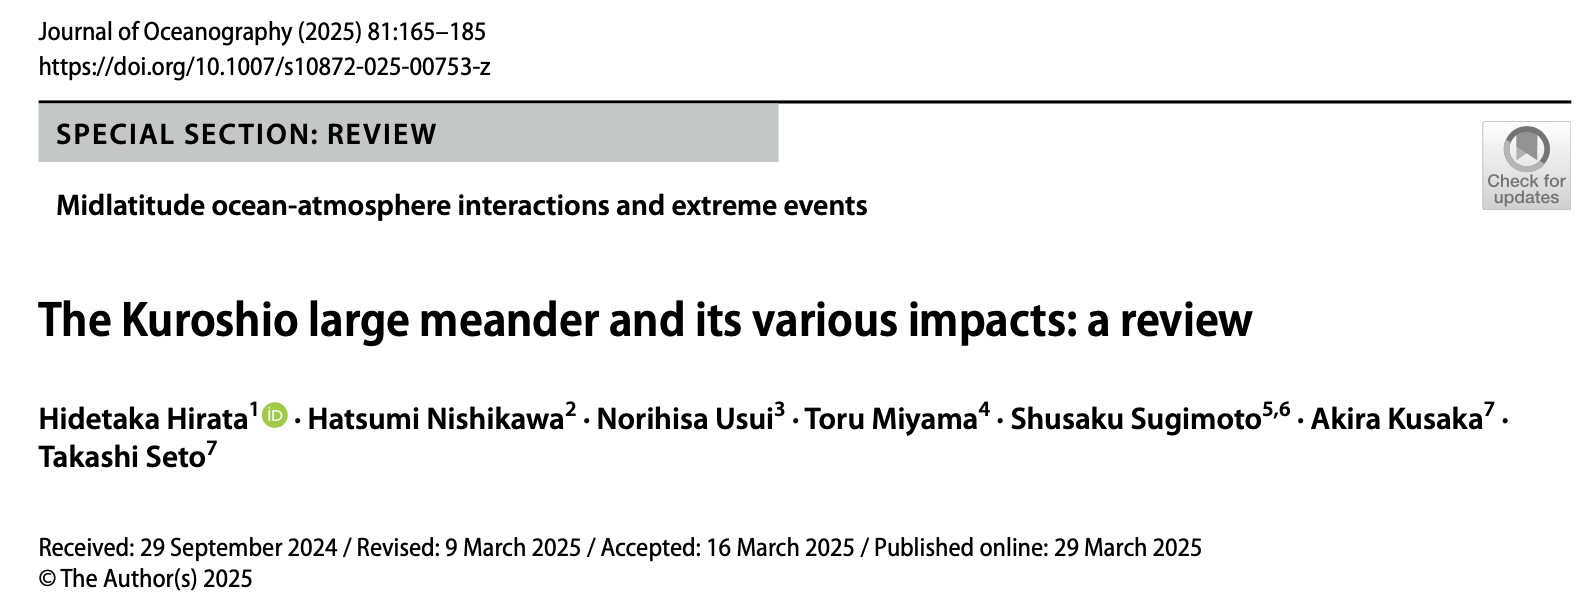 Journal of Oceanography (2025) 81:165–185
https://doi.org/10.1007/s10872-025-00753-z
SPECIAL SECTION: REVIEW
Check for
updates
Midlatitude ocean-atmosphere interactions and extreme events
The Kuroshio large meander and its various impacts: a review
Hidetaka Hirata1 iD · Hatsumi Nishikawa2 · Norihisa Usui3 · Toru Miyama4 · Shusaku Sugimoto5,6 · Akira Kusaka7 ·
Takashi Seto7
Received: 29 September 2024 / Revised: 9 March 2025 / Accepted: 16 March 2025 / Published online: 29 March 2025
© The Author(s) 2025